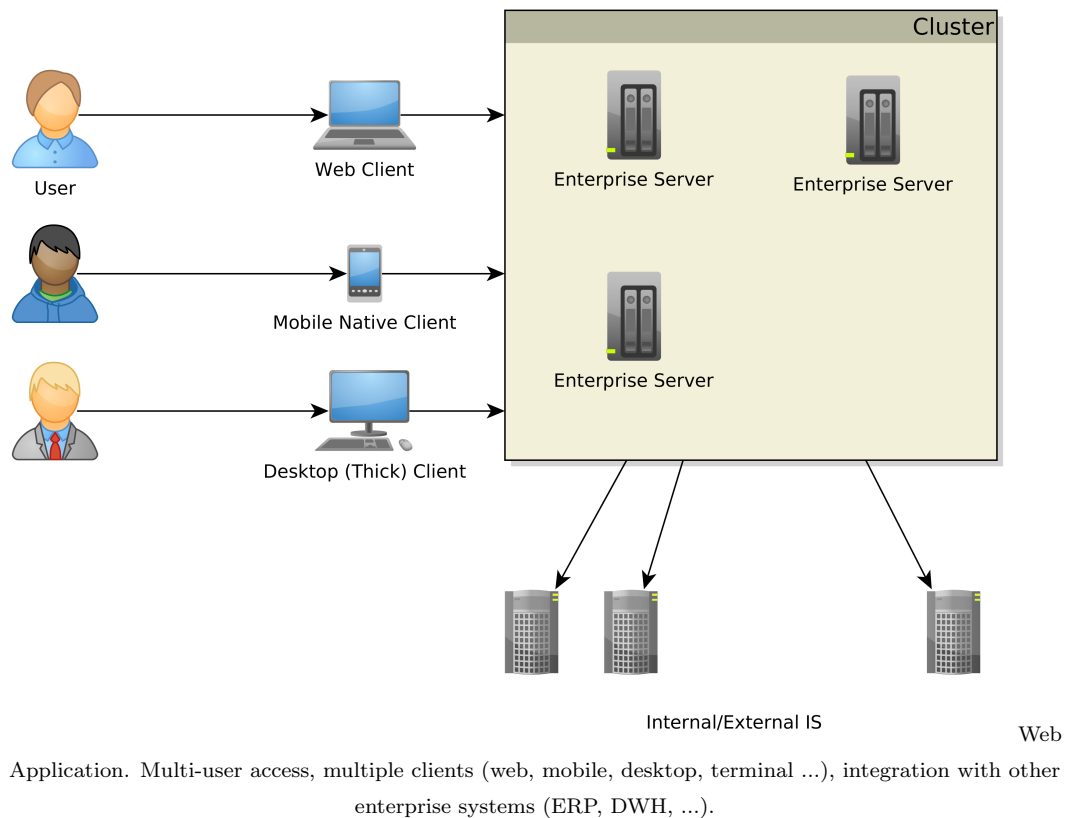 Cluster
Enterprise Server
Enterprise Server
Web Client
User
Mobile Native Client
Enterprise Server
Desktop (Thick) Client
Internal/External IS
Web
Application. Multi-user access, multiple clients (web, mobile, desktop, terminal ...), integration with other
enterprise systems (ERP, DWH, ...).